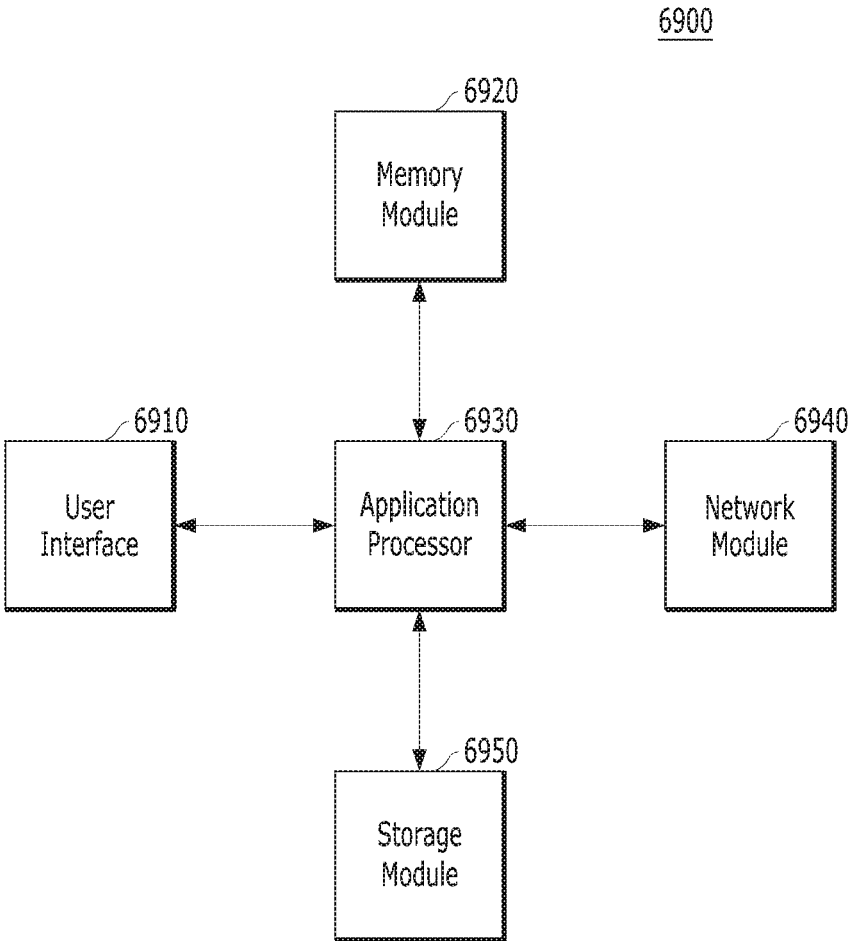 6900
6920
Memory
Module
6910
User
Interface
6930
Application
Processor
6940
Network
Module
6950
Storage
Module